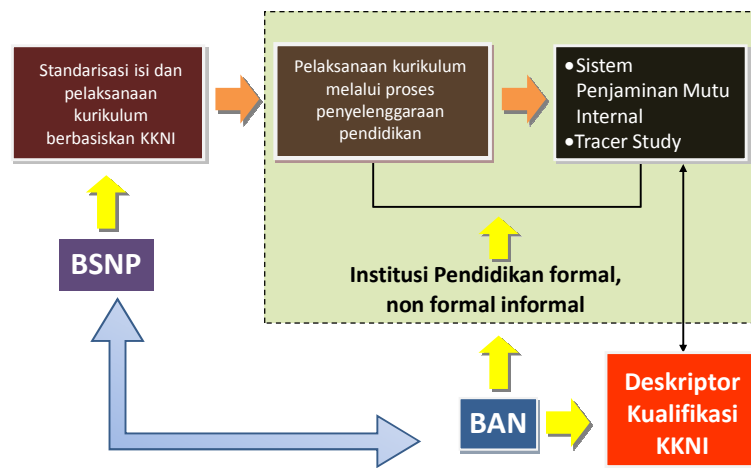 Standarisasi isi dan
pelaksanaan
kurikulum
berbasiskan KKNI
Pelaksanaan kurikulum
melalui proses
penyelenggaraan
pendidikan
•Sistem
Penjaminan Mutu
Internal
•Tracer Study
BSNP
Institusi Pendidikan formal,
non formal informal
BAN
Deskriptor
Kualifikasi
KKNI